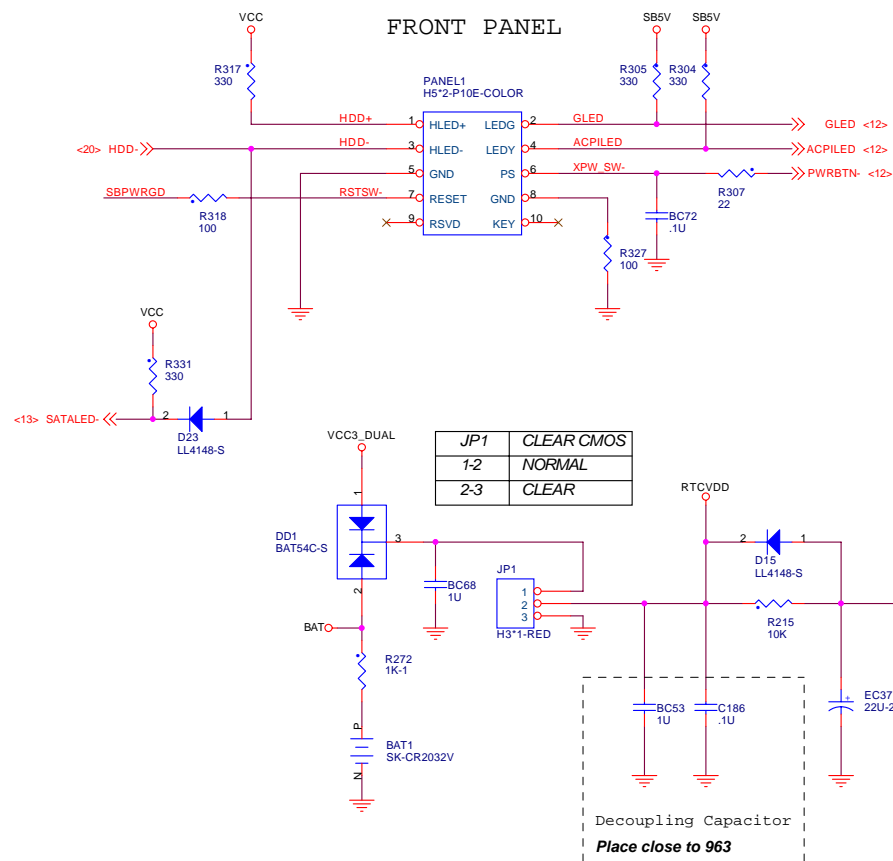 FRONT PANEL
VCC
SB5V
SB5V
R317
330
R305
330
R304
330
PANEL1
H5*2-P10E-COLOR
HDD+
1
HLED+
LEDG
2
GLED
GLED <12>
<20> HDD-
HDD-
3
HLED-
LEDY
4
ACPILED
ACPILED <12>
5
GND
PS
6
XPW_SW-
PWRBTN- <12>
R307
22
SBPWRGD
R318
100
RSTSW-
7
RESET
GND
8
9
RSVD
KEY
10
BC72
.1U
R327
100
VCC
R331
330
<13> SATALED-
2
1
D23
LL4148-S
VCC3_DUAL
JP1 CLEAR CMOS
1-2 NORMAL
2-3 CLEAR
RTCVDD
1
DD1
BAT54C-S
3
2
BC68
1U
JP1
1
2
3
H3*1-RED
2
1
D15
LL4148-S
R215
10K
BAT
R272
1K-1
P
BAT1
SK-CR2032V
N
BC53
1U
C186
.1U
+
EC37
22U-2
Decoupling Capacitor
Place close to 963